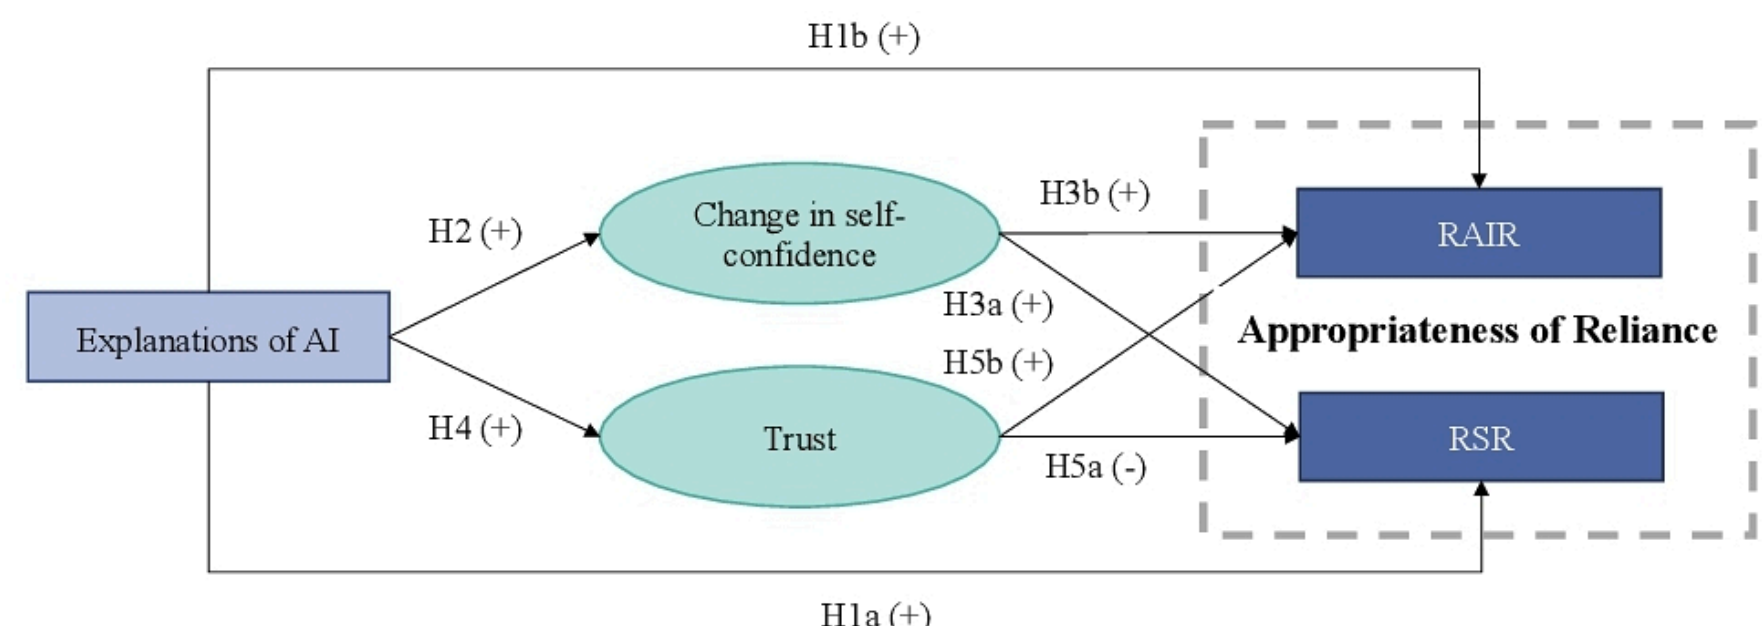 H1b (+)
H3b (+)
Change in self-
confidence
H2 (+)
RAIR
H3a (+)
Explanations of AI
Appropriateness of Reliance
H5b (+)
H4 (+)
Trust
RSR
H5a (-)
H1a (+)